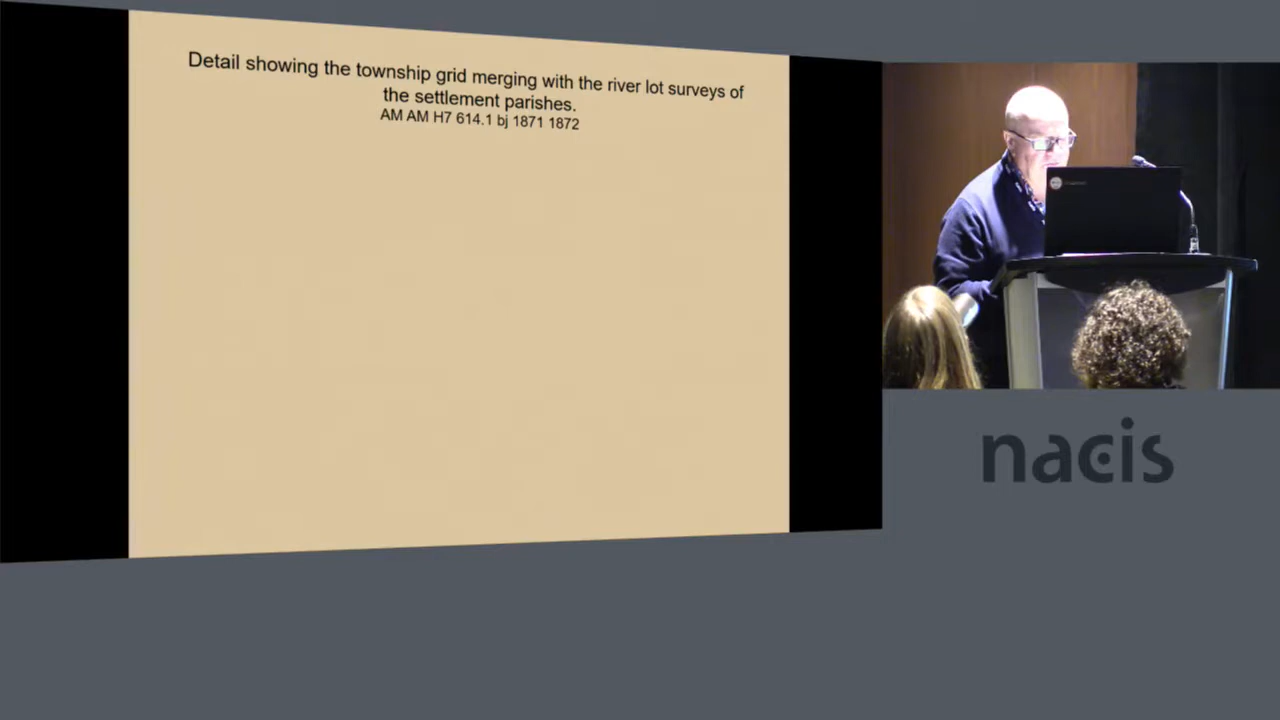 Detail showing the township grid merging with the river lot surveys of
the settlement parishes.
AM AM H7 614.1 bj 1871 1872
nacis